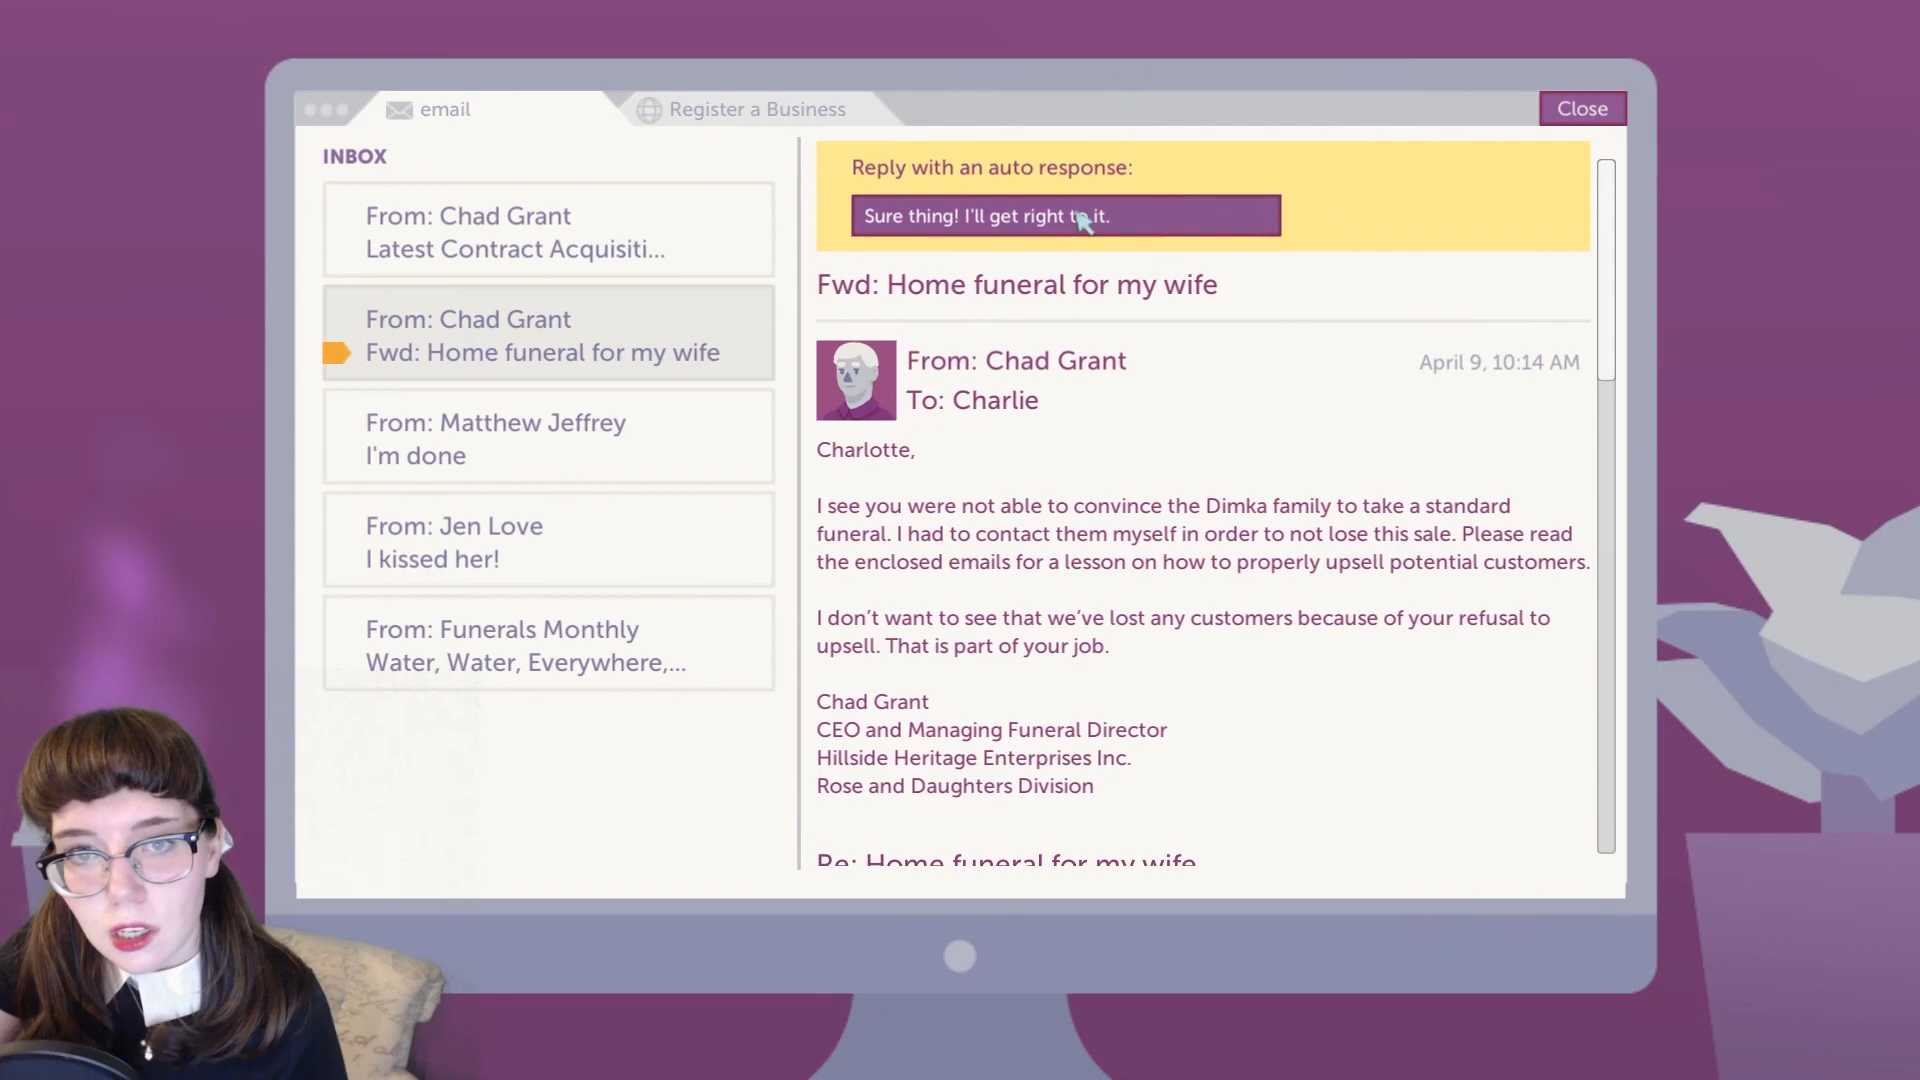 email
Register a Business
Close
INBOX
From: Chad Grant
Latest Contract Acquisiti...
From: Chad Grant
Fwd: Home funeral for my wife
From: Matthew Jeffrey
I'm done
From: Jen Love
I kissed her!
From: Funerals Monthly
Water, Water, Everywhere,...
Reply with an auto response:
Sure thing! I'll get right to it.
Fwd: Home funeral for my wife
From: Chad Grant
April 9, 10:14 AM
To: Charlie
Charlotte,
I see you were not able to convince the Dimka family to take a standard
funeral. I had to contact them myself in order to not lose this sale. Please read
the enclosed emails for a lesson on how to properly upsell potential customers.
I don't want to see that we've lost any customers because of your refusal to
upsell. That is part of your job.
Chad Grant
CEO and Managing Funeral Director
Hillside Heritage Enterprises Inc.
Rose and Daughters Division
Re: Home funeral for my wife